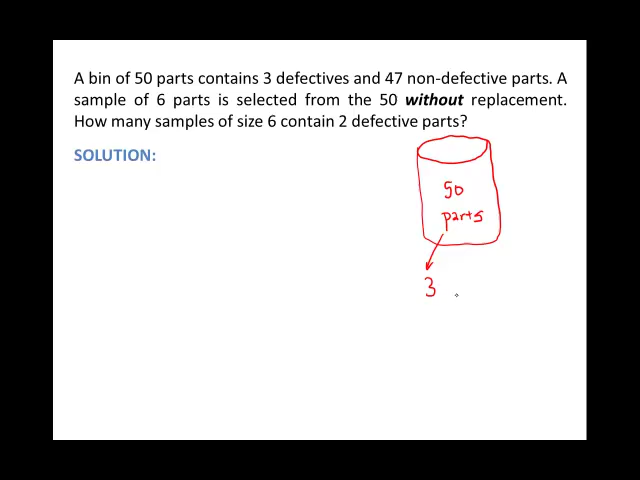 A bin of 50 parts contains 3 defectives and 47 non-defective parts. A
sample of 6 parts is selected from the 50 without replacement.
How many samples of size 6 contain 2 defective parts?
SOLUTION:
50
parts
3